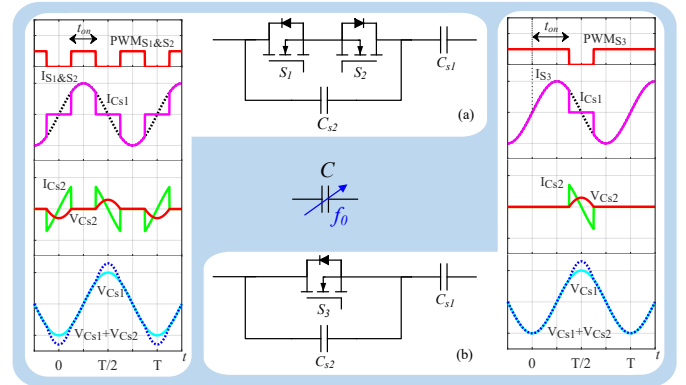 t_on
PWM_S1&S2
I_S1&S2
I_Cs1
I_Cs2
V_Cs2
V_Cs1
V_Cs1+V_Cs2
0
T/2
T
t
S_1
S_2
C_s1
C_s2
(a)
C
f_0
S_3
C_s1
C_s2
(b)
t_on
PWM_S3
I_S3
I_Cs1
I_Cs2
V_Cs2
V_Cs1
V_Cs1+V_Cs2
0
T/2
T
t